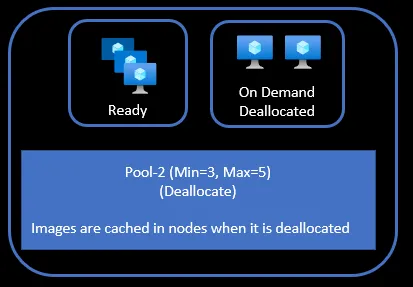 Ready
On Demand
Deallocated
Pool-2 (Min=3, Max=5)
(Deallocate)
Images are cached in nodes when it is deallocated